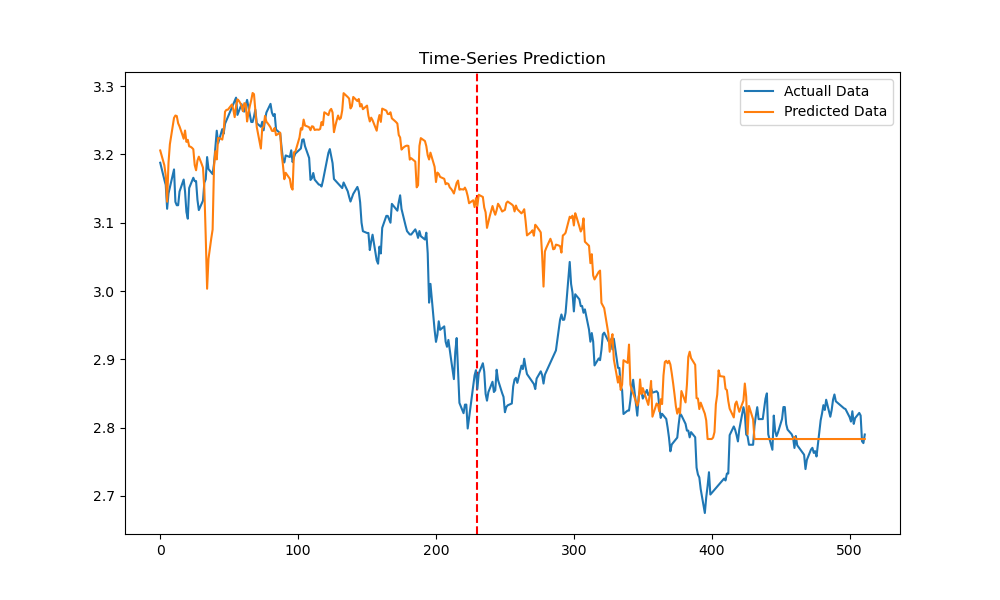 Time-Series Prediction
Actuall Data
Predicted Data
3.3
3.2
3.1
3.0
2.9
2.8
2.7
0 100 200 300 400 500